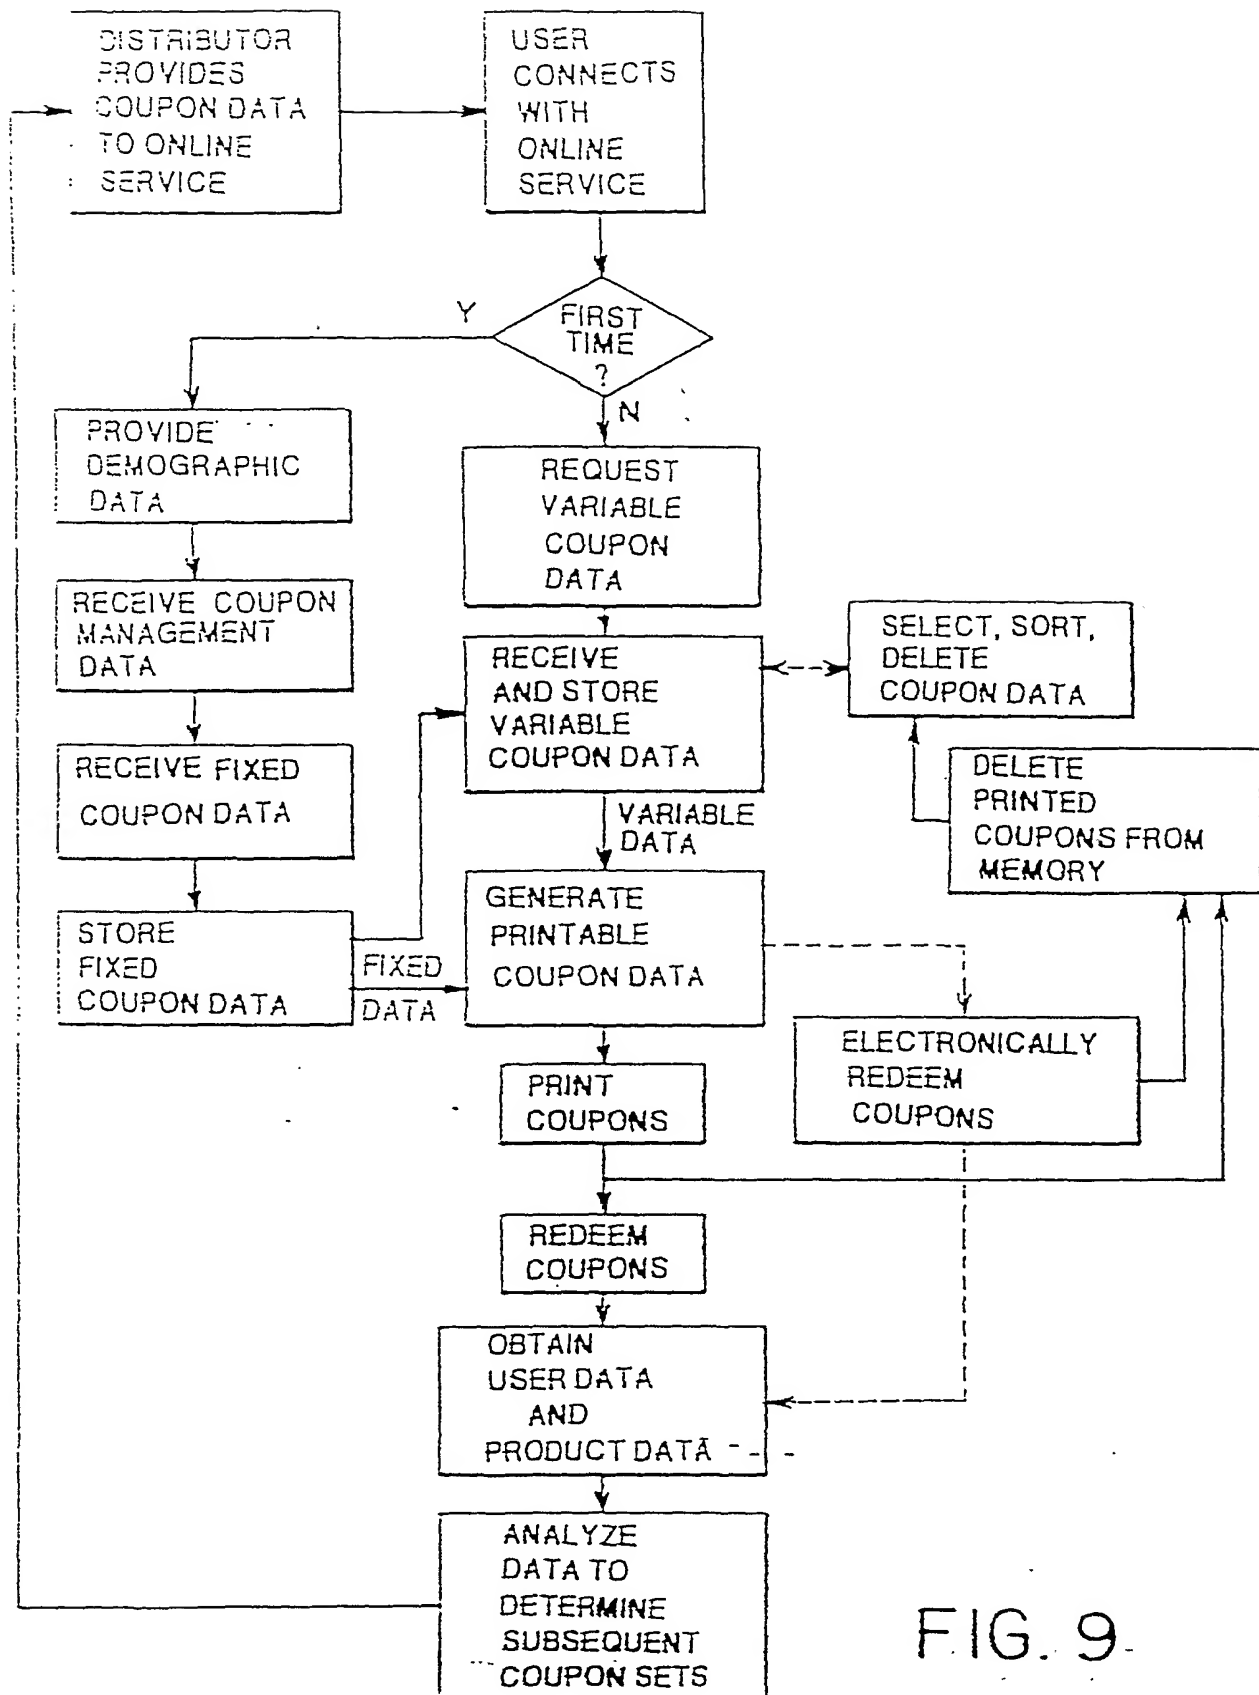 DISTRIBUTOR
PROVIDES
COUPON DATA
TO ONLINE
SERVICE
USER
CONNECTS
WITH
ONLINE
SERVICE
Y
FIRST
TIME
?
N
PROVIDE
DEMOGRAPHIC
DATA
REQUEST
VARIABLE
COUPON
DATA
RECEIVE COUPON
MANAGEMENT
DATA
RECEIVE
AND STORE
VARIABLE
COUPON DATA
SELECT, SORT,
DELETE
COUPON DATA
RECEIVE FIXED
COUPON DATA
DELETE
PRINTED
COUPONS FROM
MEMORY
VARIABLE
DATA
STORE
FIXED
COUPON DATA
FIXED
DATA
GENERATE
PRINTABLE
COUPON DATA
ELECTRONICALLY
REDEEM
COUPONS
PRINT
COUPONS
REDEEM
COUPONS
OBTAIN
USER DATA
AND
PRODUCT DATA
ANALYZE
DATA TO
DETERMINE
SUBSEQUENT
COUPON SETS
FIG. 9